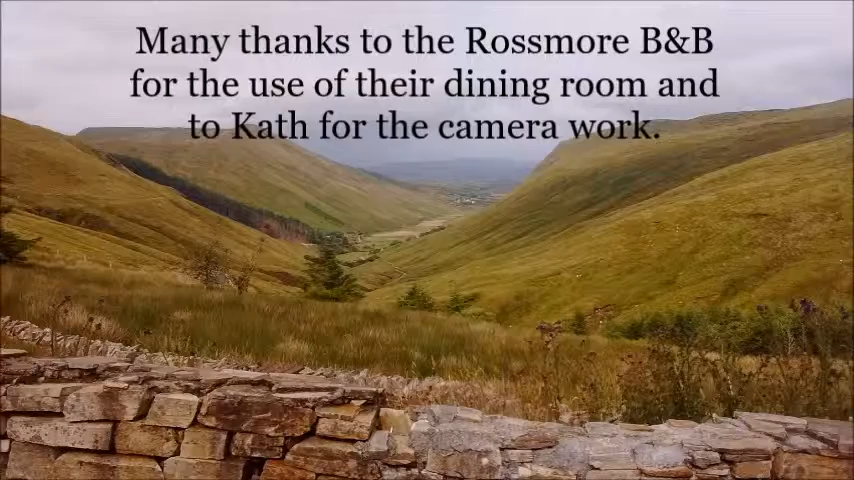 Many thanks to the Rossmore B&B
for the use of their dining room and
to Kath for the camera work.